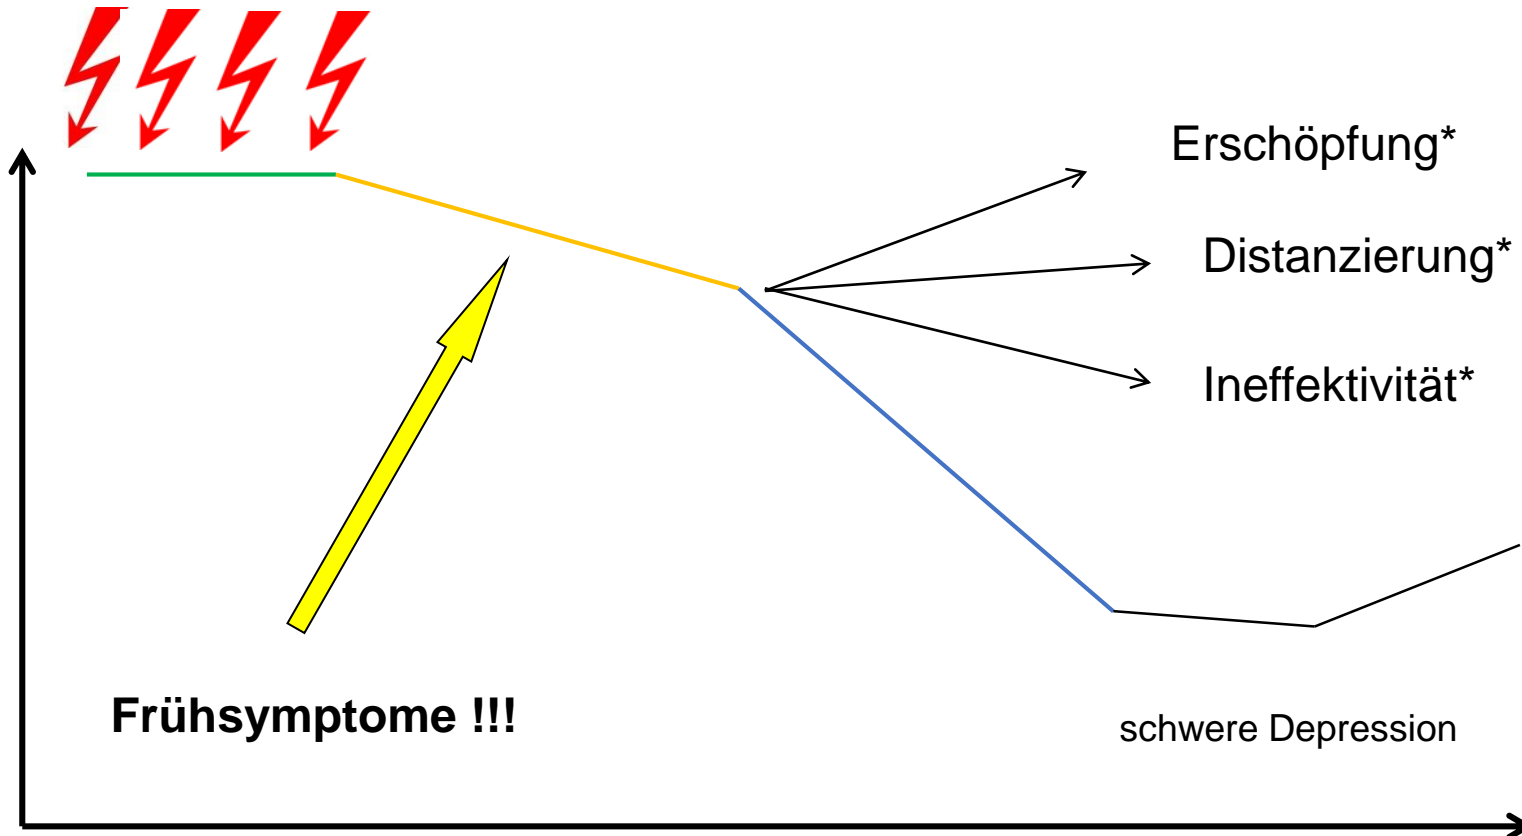 Erschöpfung*
Distanzierung*
Ineffektivität*
Frühsymptome !!!
schwere Depression